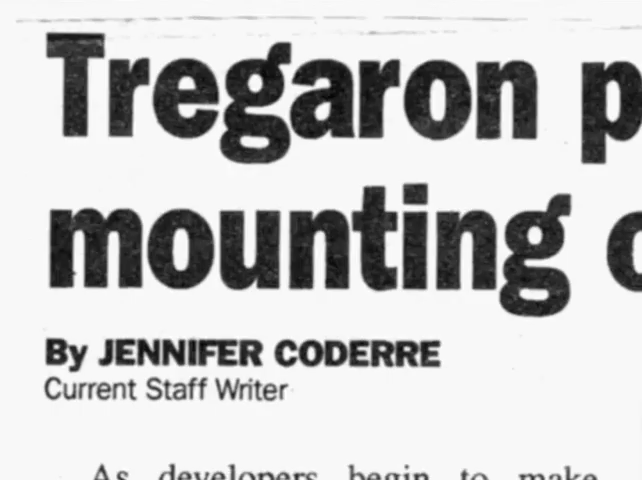 Tregaron p
mounting
By JENNIFER CODERRE
Current Staff Writer
As developers begin to make